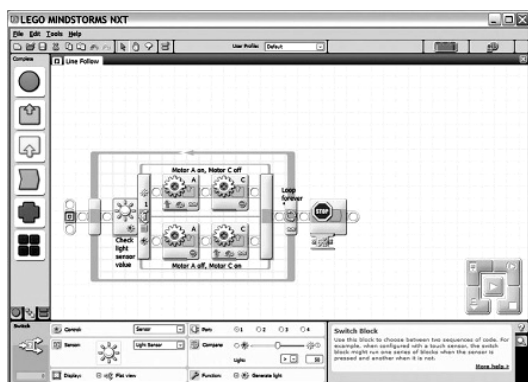 LEGO MINDSTORMS NXT
File Edit Tools Help
User Profile: Default
Complete
Line Follow
Motor A on, Motor C off
A C
Loop forever
STOP
Check light sensor value
A C
Motor A off, Motor C on
Switch
Control: Sensor
Sensor: Light Sensor
Display: Flat view
Port: 1 2 3 4
Compare:
Light: > 50
Function: Generate light
Switch Block
Use this block to choose between two sequences of code. For
example, when configured with a touch sensor, the switch
block might run one series of blocks when the sensor is
pressed and another when it is not.
More help »